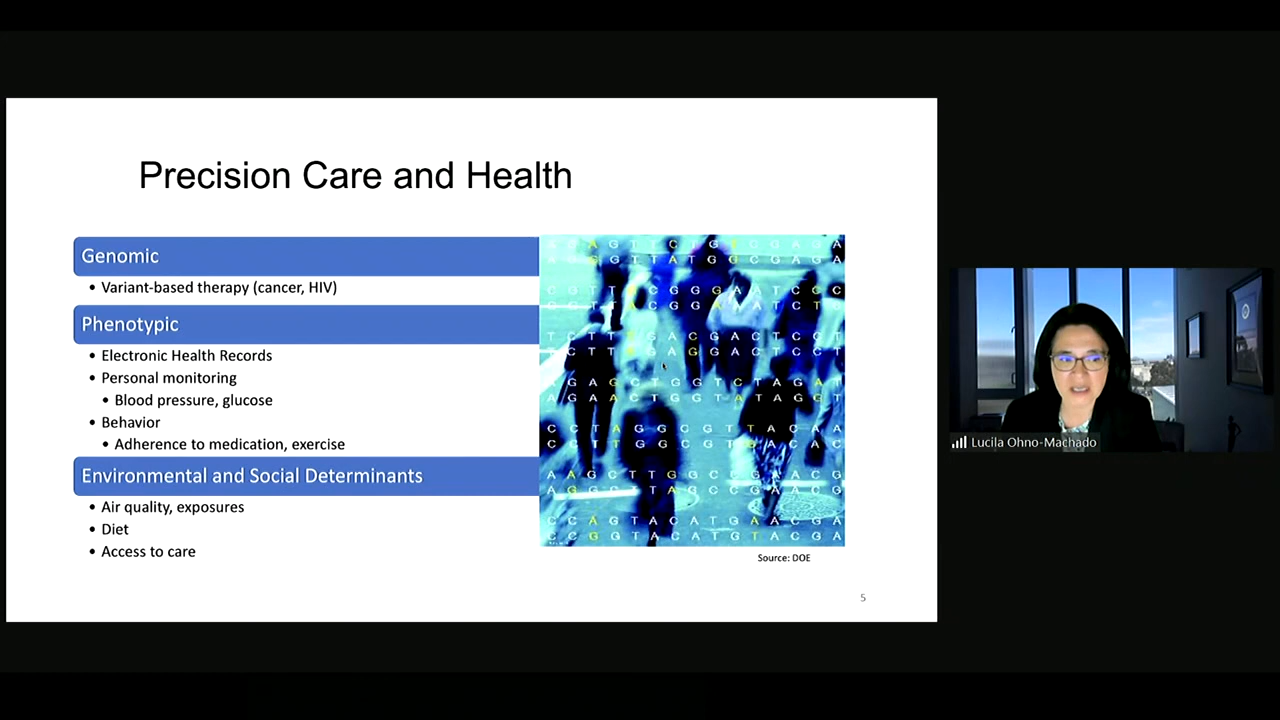 Precision Care and Health
Genomic
• Variant-based therapy (cancer, HIV)
Phenotypic
• Electronic Health Records
• Personal monitoring
• Blood pressure, glucose
• Behavior
• Adherence to medication, exercise
Environmental and Social Determinants
• Air quality, exposures
• Diet
• Access to care
Source: DOE
5
Lucila Ohno-Machado